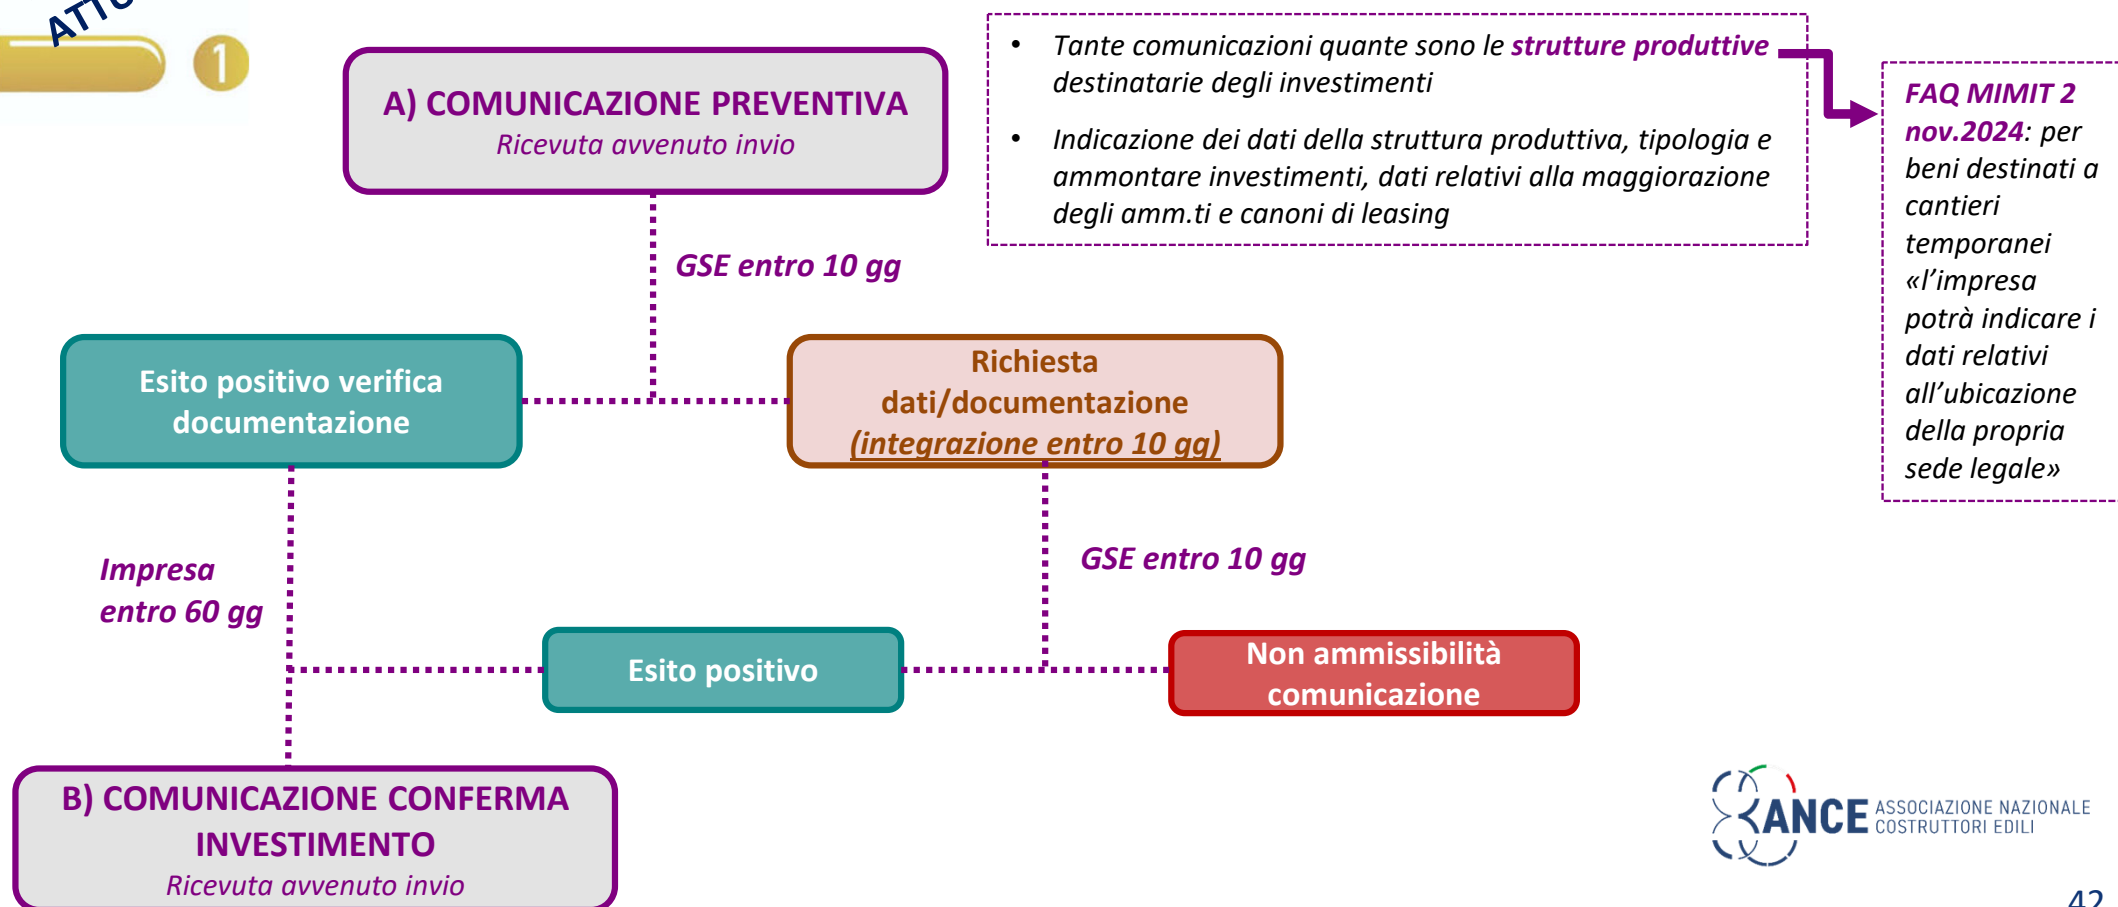 1
A) COMUNICAZIONE PREVENTIVA
Ricevuta avvenuto invio
• Tante comunicazioni quante sono le strutture produttive
destinatarie degli investimenti
• Indicazione dei dati della struttura produttiva, tipologia e
ammontare investimenti, dati relativi alla maggiorazione
degli amm.ti e canoni di leasing
FAQ MIMIT 2
nov.2024: per
beni destinati a
cantieri
temporanei
«l’impresa
potrà indicare i
dati relativi
all’ubicazione
della propria
sede legale»
GSE entro 10 gg
Esito positivo verifica
documentazione
Richiesta
dati/documentazione
(integrazione entro 10 gg)
Impresa
entro 60 gg
GSE entro 10 gg
Esito positivo
Non ammissibilità
comunicazione
B) COMUNICAZIONE CONFERMA
INVESTIMENTO
Ricevuta avvenuto invio
ANCE ASSOCIAZIONE NAZIONALE
COSTRUTTORI EDILI
42